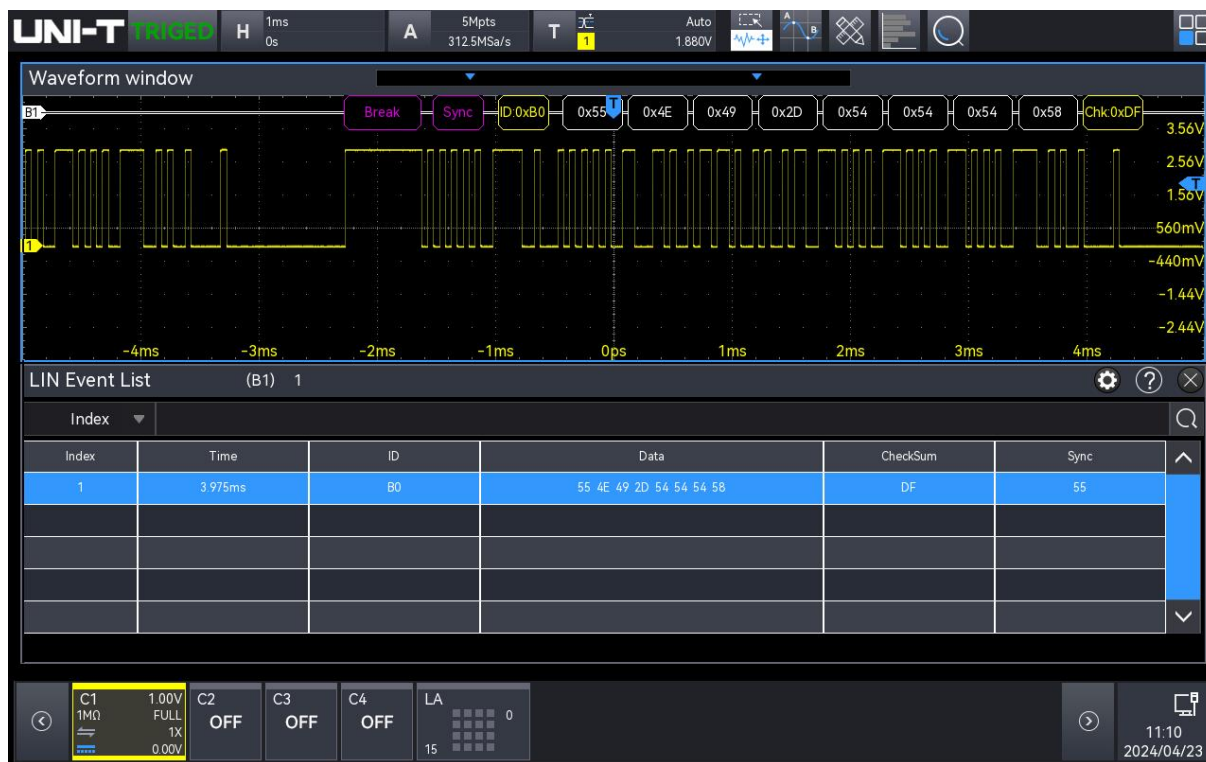 UNI-T TRIGED H 1ms 0s A 5Mpts 312.5MSa/s T 1 Auto 1.880V A B
Waveform window
B1 Break Sync ID:0xB0 0x55 T 0x4E 0x49 0x2D 0x54 0x54 0x54 0x58 Chk:0xDF
3.56V
2.56V
T
1.56V
1 560mV
-440mV
-1.44V
-2.44V
-4ms -3ms -2ms -1ms 0ps 1ms 2ms 3ms 4ms
LIN Event List (B1) 1 ?
Index
Index Time ID Data CheckSum Sync
1 3.975ms B0 55 4E 49 2D 54 54 54 58 DF 55
C1 1.00V C2 C3 C4 LA
1MΩ FULL OFF OFF OFF 0
1X
0.00V 15
11:10
2024/04/23